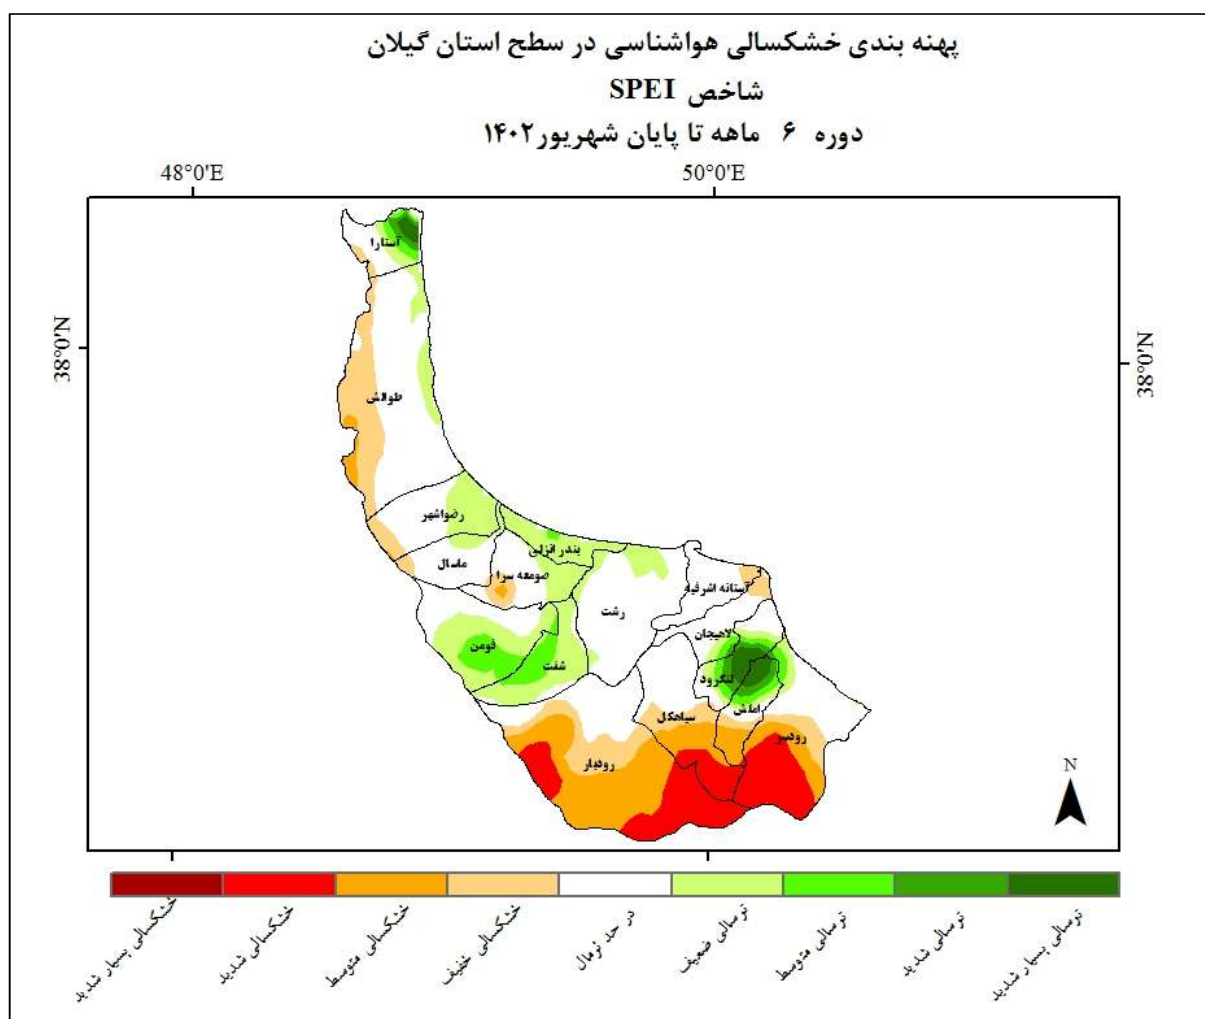 پهنه بندی خشکسالی هواشناسی در سطح استان گیلان
شاخص SPEI
دوره ۶ ماهه تا پایان شهریور۱۴۰۲
48°0'E
50°0'E
38°0'N
38°0'N
آستارا
طوالش
رضوانشهر
بندر انزلی
ماسال
صومعه سرا
آستانه اشرفیه
رشت
لاهیجان
فومن
شفت
لنگرود
املش
سیاهکل
رودسر
رودبار
N
خشکسالی بسیار شدید
خشکسالی شدید
خشکسالی متوسط
خشکسالی خفیف
در حد نرمال
ترسالی ضعیف
ترسالی متوسط
ترسالی شدید
ترسالی بسیار شدید